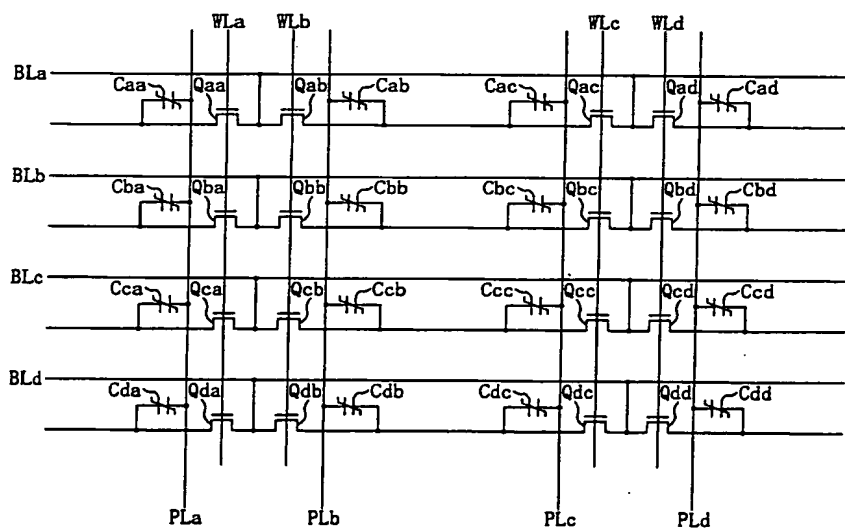 WLa WLb WLc WLd
BLa
Caa Qaa Qab Cab Cac Qac Qad Cad
BLb
Cba Qba Qbb Cbb Cbc Qbc Qbd Cbd
BLc
Cca Qca Qcb Ccb Ccc Qcc Qcd Ccd
BLd
Cda Qda Qdb Cdb Cdc Qdc Qdd Cdd
PLa PLb PLc PLd